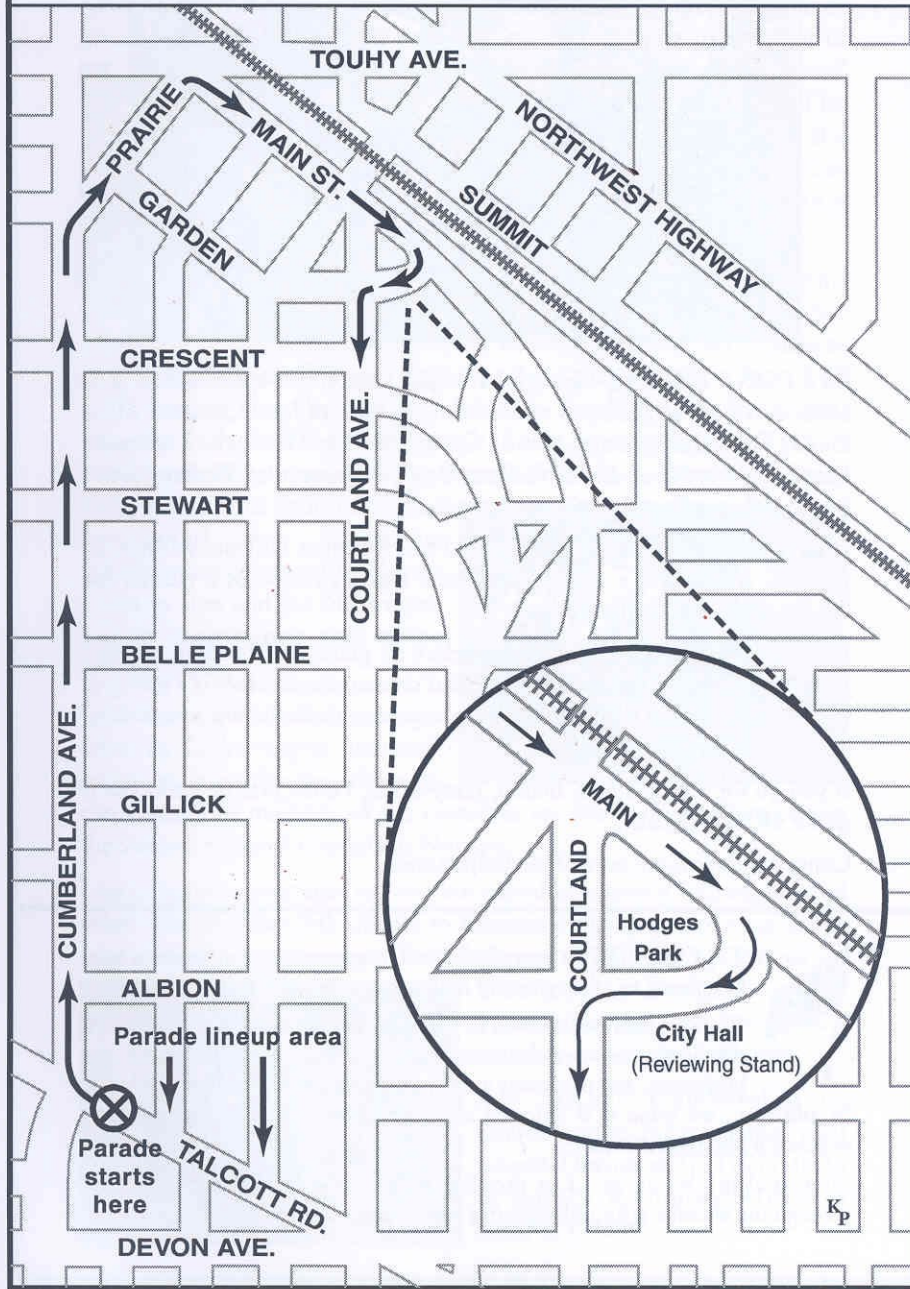 TOUHY AVE.
NORTHWEST HIGHWAY
PRAIRIE
MAIN ST.
SUMMIT
GARDEN
CRESCENT
COURTLAND AVE.
STEWART
BELLE PLAINE
CUMBERLAND AVE.
GILLICK
MAIN
COURTLAND
Hodges
Park
City Hall
(Reviewing Stand)
ALBION
Parade lineup area
Parade
starts
here
TALCOTT RD.
DEVON AVE.
KP